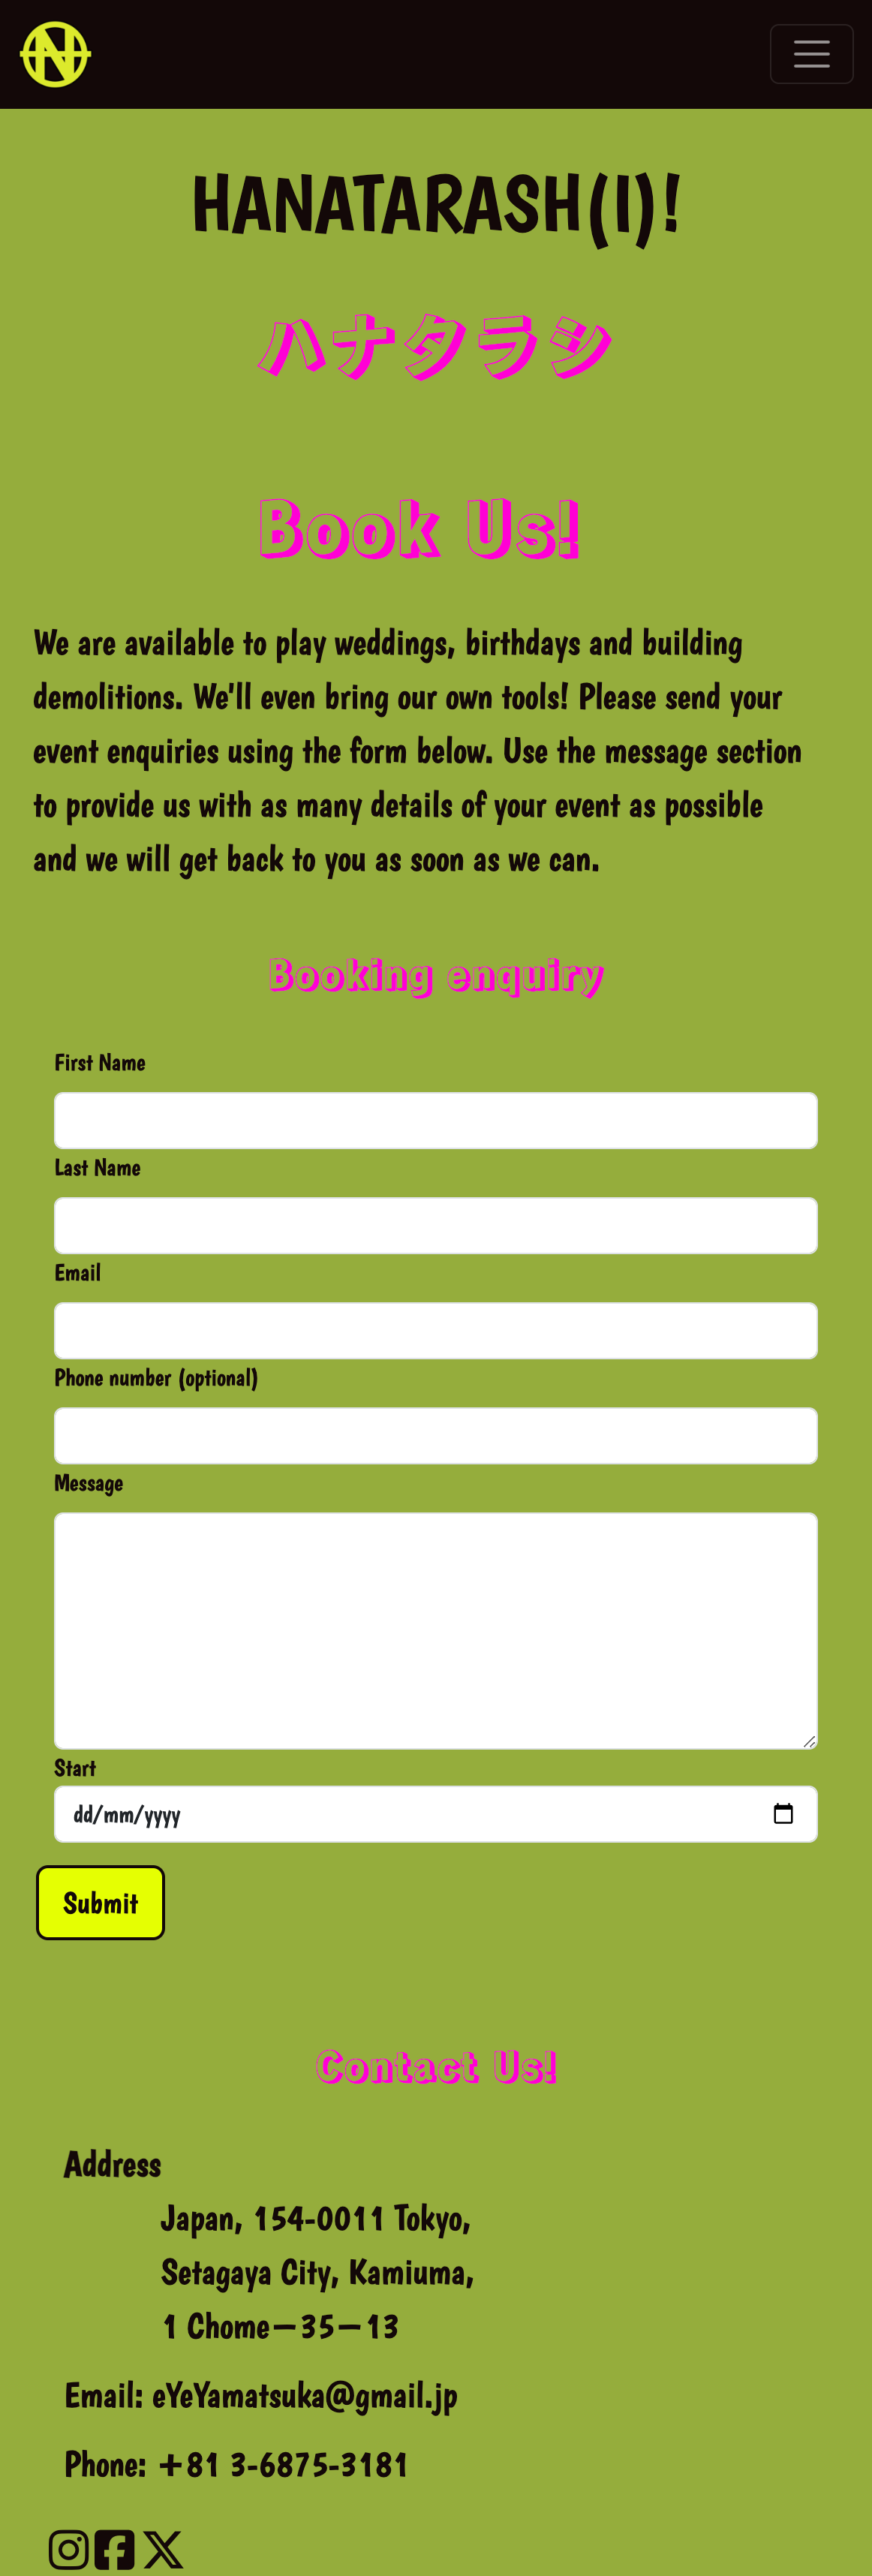 N
HANATARASH(I)!
ハナタラシ
Book Us!
We are available to play weddings, birthdays and building
demolitions. We'll even bring our own tools! Please send your
event enquiries using the form below. Use the message section
to provide us with as many details of your event as possible
and we will get back to you as soon as we can.
Booking enquiry
First Name
Last Name
Email
Phone number (optional)
Message
Start
dd/mm/yyyy
Submit
Contact Us!
Address
Japan, 154-0011 Tokyo,
Setagaya City, Kamiuma,
1 Chome−35−13
Email: eYeYamatsuka@gmail.jp
Phone: +81 3-6875-3181